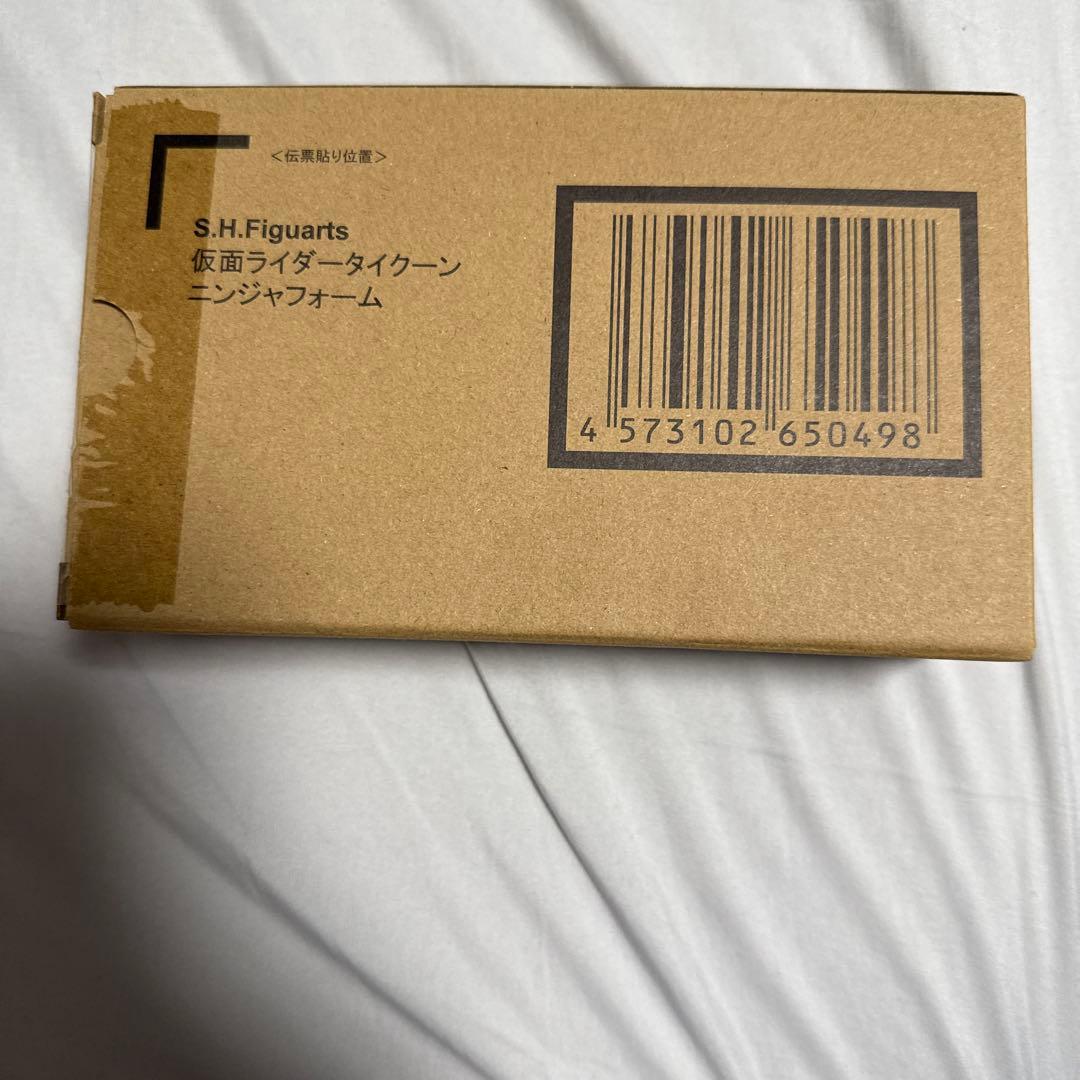 <伝票貼り位置>
S.H.Figuarts
仮面ライダータイクーン
ニンジャフォーム
4 573102 650498